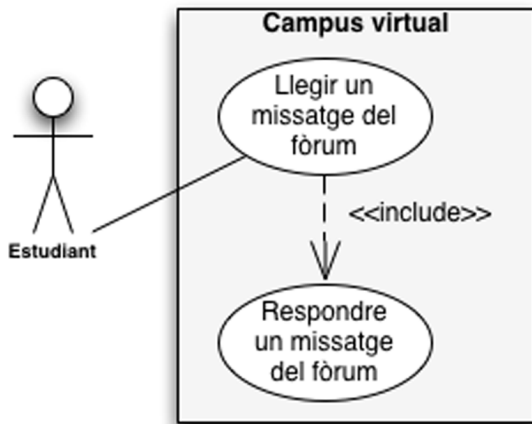 Campus virtual
Llegir un
missatge del
fòrum
<<include>>
Estudiant
Respondre
un missatge
del fòrum